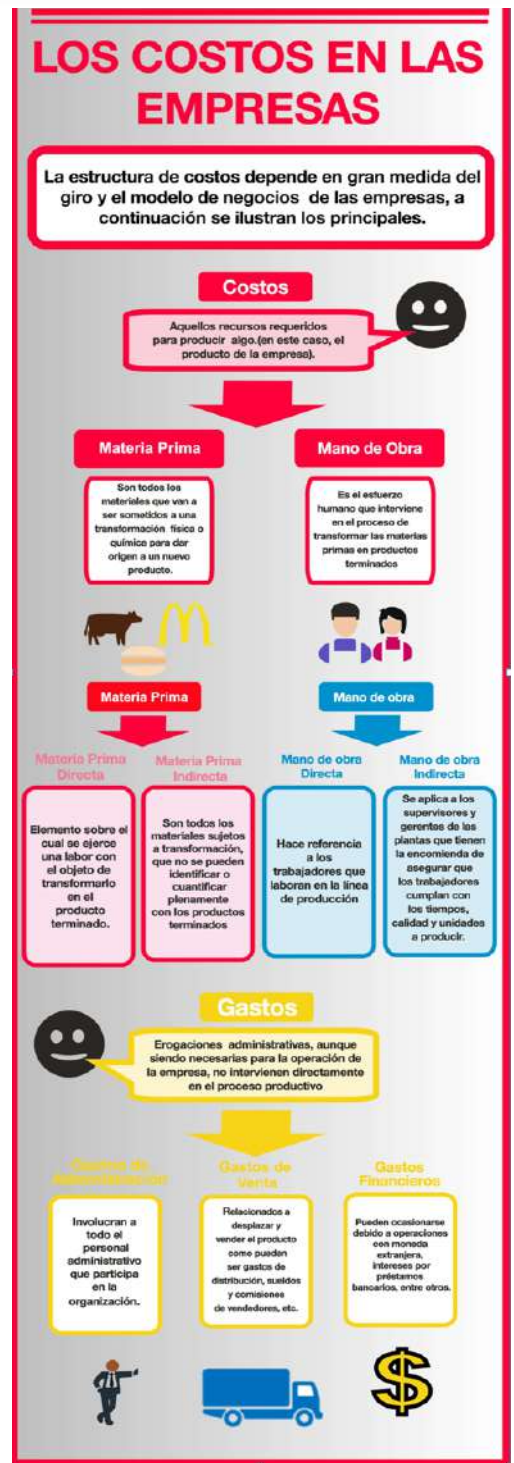 LOS COSTOS EN LAS
EMPRESAS
La estructura de costos depende en gran medida del
giro y el modelo de negocios de las empresas, a
continuación se ilustran los principales.
Costos
Aquellos recursos requeridos
para producir algo.(en este caso, el
producto de la empresa).
Materia Prima
Son todos los
materiales que van a
ser sometidos a una
transformación física o
química para dar
origen a un nuevo
producto.
Mano de Obra
Es el esfuerzo
humano que interviene
en el proceso de
transformar las materias
primas en productos
terminados
Materia Prima
Mano de obra
Materia Prima
Directa
Elemento sobre el
cual se ejerce
una labor con
el objeto de
transformarlo
en el
producto
terminado.
Materia Prima
Indirecta
Son todos los
materiales sujetos
a transformación,
que no se pueden
identificar o
cuantificar
plenamente
con los productos
terminados
Mano de obra
Directa
Hace referencia
a los
trabajadores que
laboran en la línea
de producción
Mano de obra
Indirecta
Se aplica a los
supervisores y
gerentes de las
plantas que tienen
la encomienda de
asegurar que
los trabajadores
cumplan con
los tiempos,
calidad y unidades
a producir.
Gastos
Erogaciones administrativas, aunque
siendo necesarias para la operación de
la empresa, no intervienen directamente
en el proceso productivo
Gastos de
Administración
Involucran a
todo el
personal
administrativo
que participa
en la
organización.
Gastos de
Venta
Relacionados a
desplazar y
vender el producto
como puedan
ser gastos de
distribución, sueldos
y comisiones
de vendedores, etc.
Gastos
Financieros
Pueden ocasionarse
debido a operaciones
con moneda
extranjera,
intereses por
préstamos
bancarios, entre otros.